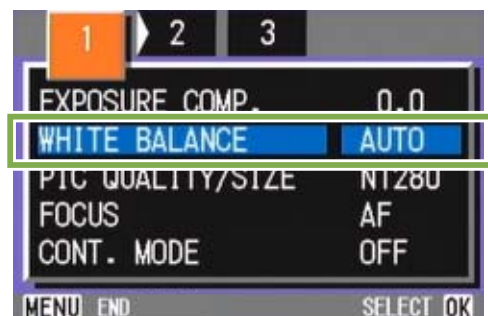 1 2 3
EXPOSURE COMP. 0.0
WHITE BALANCE AUTO
PIC QUALITY/SIZE N1280
FOCUS AF
CONT. MODE OFF
MENU END SELECT OK